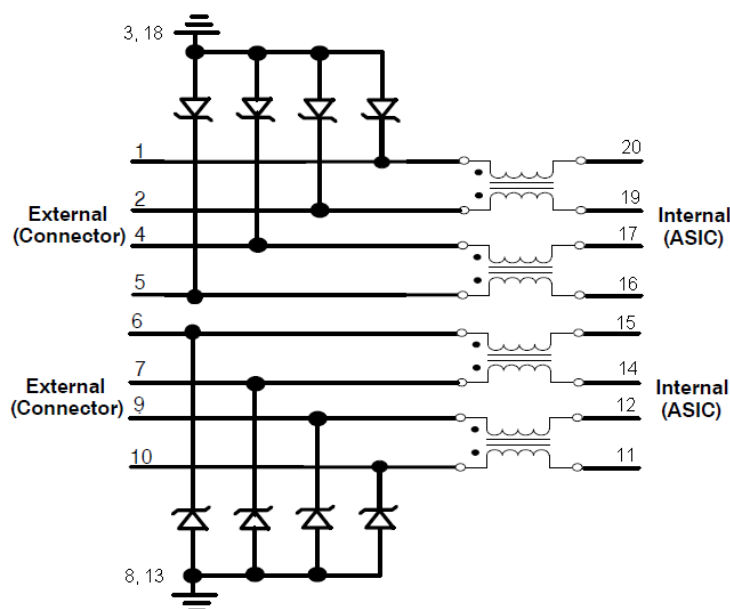 3, 18
1
20
2
19
External
(Connector)
Internal
(ASIC)
4
17
5
16
6
15
7
14
External
(Connector)
Internal
(ASIC)
9
12
10
11
8, 13